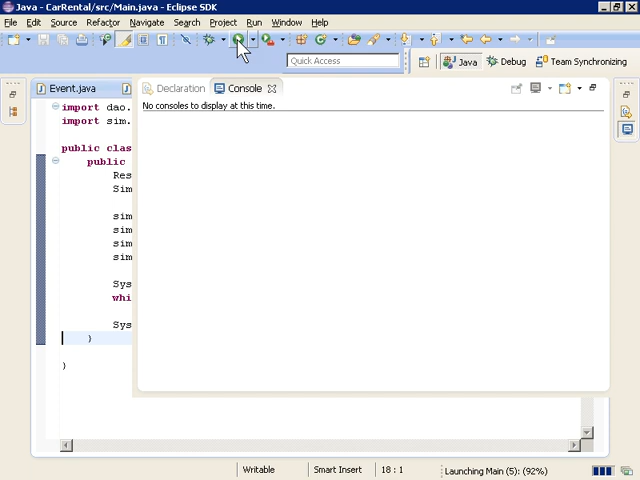 Java - CarRental/src/Main.java - Eclipse SDK
File Edit Source Refactor Navigate Search Project Run Window Help
Quick Access
Java Debug Team Synchronizing
Event.java J Declaration Console
No consoles to display at this time.
import dao.
import sim.
public class
public
Res
Sim
sim
sim
sim
sim
Sys
whi
Sys
}
}
Writable Smart Insert 18 : 1 Launching Main (5): (92%)